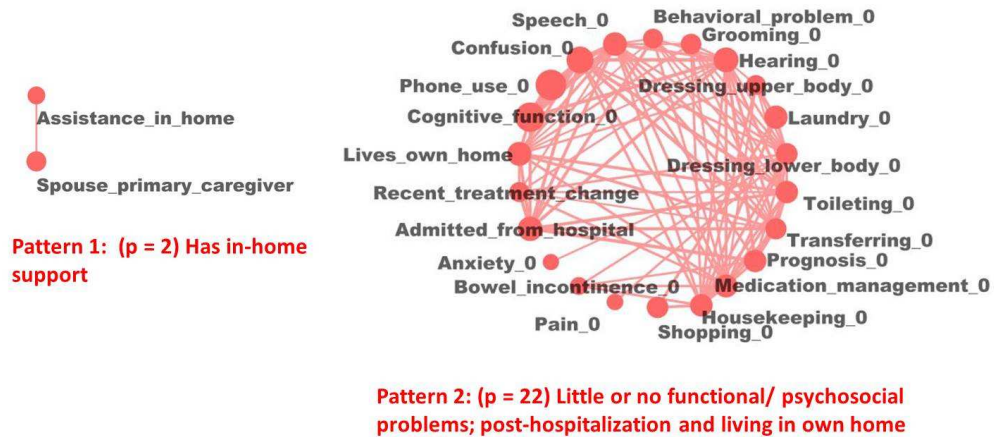 Assistance_in_home
Spouse_primary_caregiver
Pattern 1: (p = 2) Has in-home
support
Speech_0
Behavioral_problem_0
Grooming_0
Confusion_0
Hearing_0
Phone_use_0
Dressing_upper_body_0
Cognitive_function_0
Laundry_0
Lives_own_home
Dressing_lower_body_0
Recent_treatment_change
Toileting_0
Admitted_from_hospital
Transferring_0
Anxiety_0
Prognosis_0
Bowel_incontinence_0
Medication_management_0
Pain_0
Housekeeping_0
Shopping_0
Pattern 2: (p = 22) Little or no functional/ psychosocial
problems; post-hospitalization and living in own home